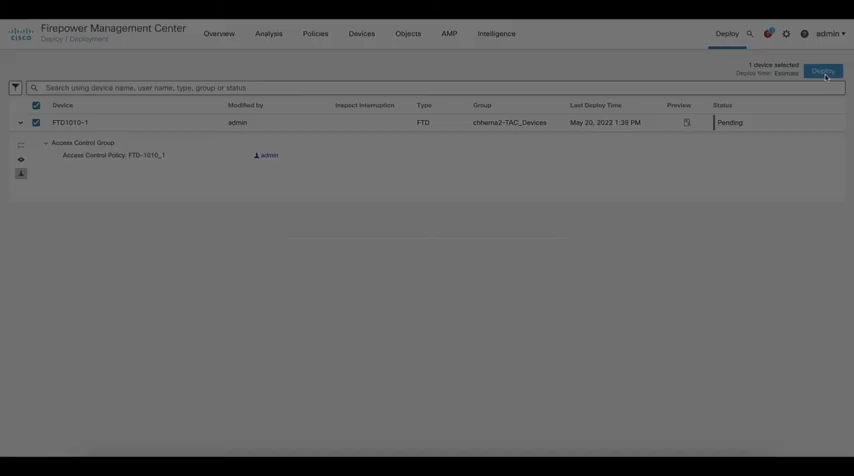 CISCO
Firepower Management Center
Deploy / Deployment
Overview Analysis Policies Devices Objects AMP Intelligence
Deploy admin
1 device selected
Deploy time: Estimate
Deploy
Search using device name, user name, type, group or status
Device Modified by Inspect Interruption Type Group Last Deploy Time Preview Status
FTD1010-1 admin FTD chhema2-TAC_Devices May 20, 2022 1:39 PM Pending
Access Control Group
Access Control Policy: FTD-1010_1 admin